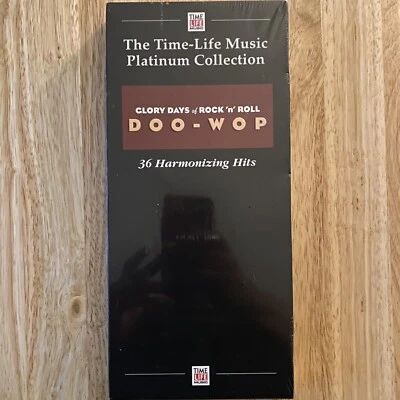 TIME
LIFE
MUSIC
The Time-Life Music
Platinum Collection
GLORY DAYS of ROCK 'n' ROLL
DOO-WOP
36 Harmonizing Hits
TIME
LIFE
MUSIC